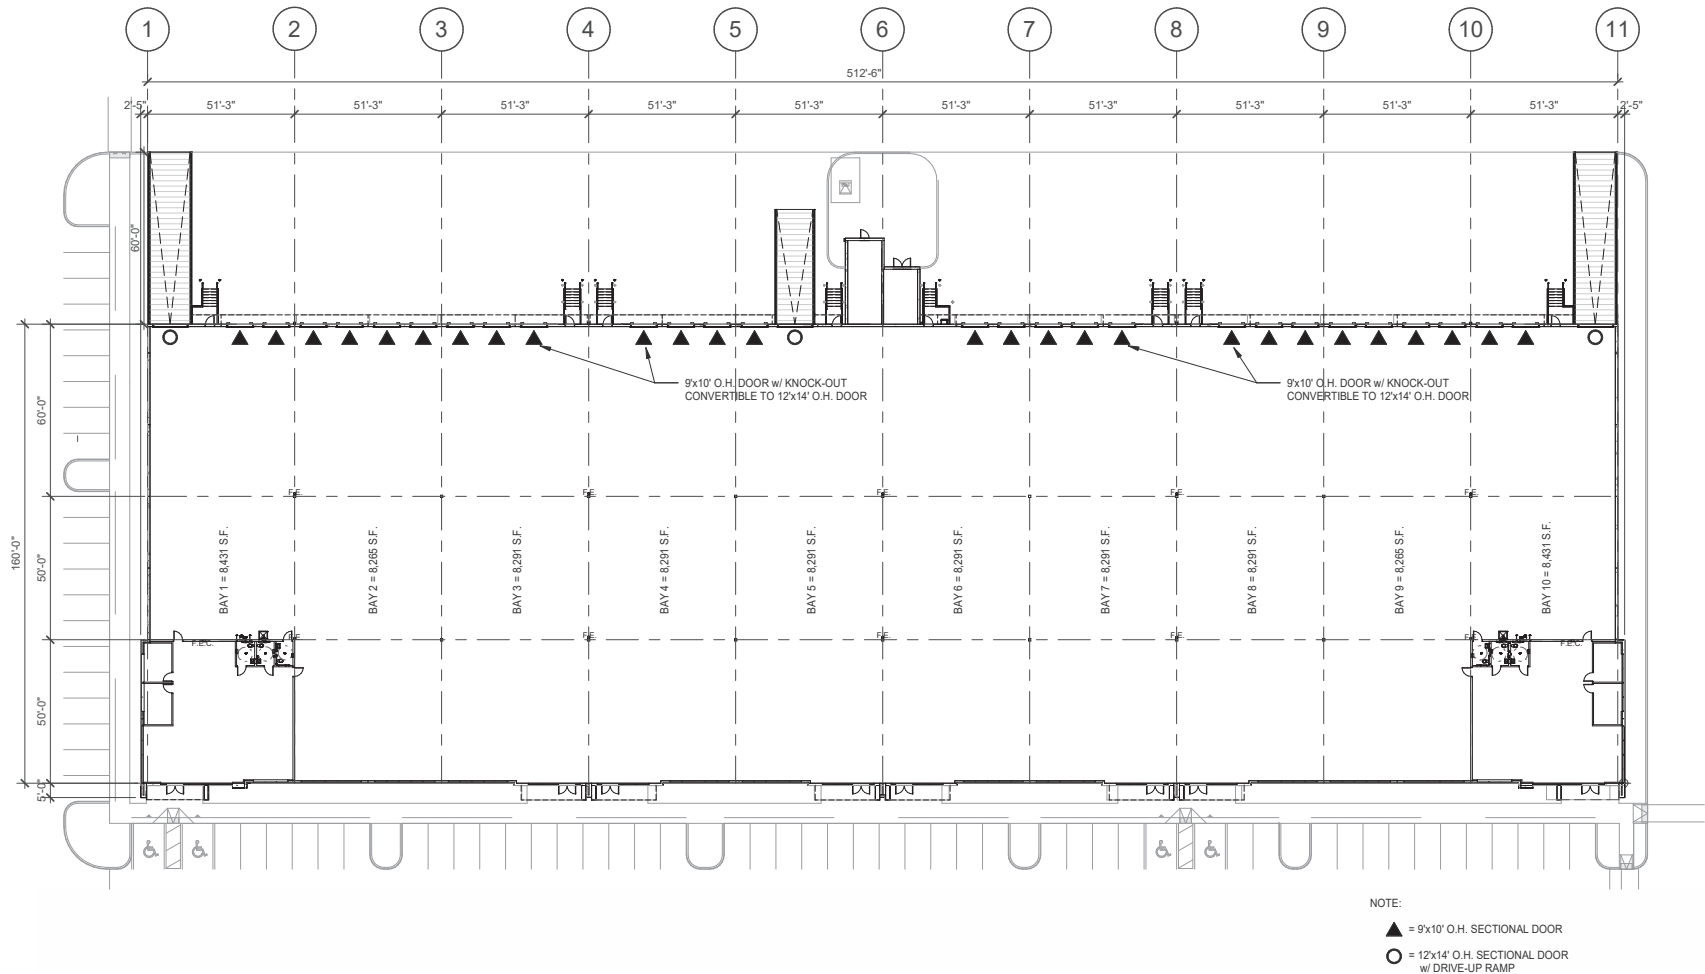 1 2 3 4 5 6 7 8 9 10 11
512'-6"
2'-5" 51'-3" 51'-3" 51'-3" 51'-3" 51'-3" 51'-3" 51'-3" 51'-3" 51'-3" 51'-3" 2'-5"
60'-0"
9'x10' O.H. DOOR w/ KNOCK-OUT
CONVERTIBLE TO 12'x14' O.H. DOOR
9'x10' O.H. DOOR w/ KNOCK-OUT
CONVERTIBLE TO 12'x14' O.H. DOOR
60'-0"
F.E. F.E. F.E. F.E. F.E.
160'-0"
50'-0"
BAY 1 = 8,431 S.F.
BAY 2 = 8,265 S.F.
BAY 3 = 8,291 S.F.
BAY 4 = 8,291 S.F.
BAY 5 = 8,291 S.F.
BAY 6 = 8,291 S.F.
BAY 7 = 8,291 S.F.
BAY 8 = 8,291 S.F.
BAY 9 = 8,265 S.F.
BAY 10 = 8,431 S.F.
F.E. F.E. F.E. F.E. F.E.
F.E.C. F.E.C.
50'-0"
5'-0"
NOTE:
= 9'x10' O.H. SECTIONAL DOOR
= 12'x14' O.H. SECTIONAL DOOR
w/ DRIVE-UP RAMP